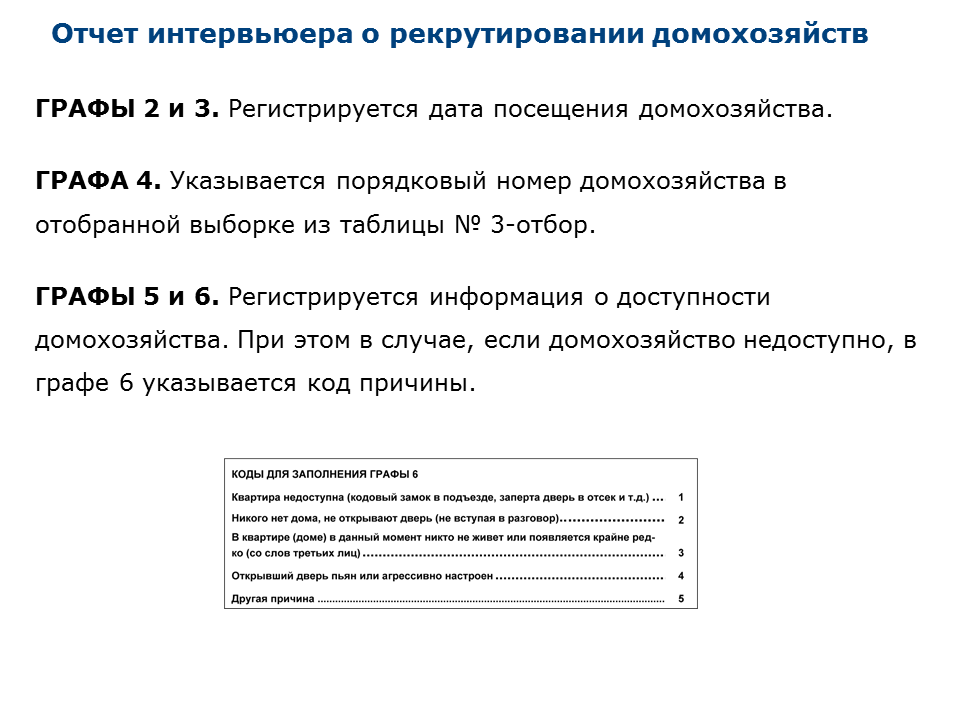 Отчет интервьюера о рекрутировании домохозяйств
ГРАФЫ 2 и 3. Регистрируется дата посещения домохозяйства.
ГРАФА 4. Указывается порядковый номер домохозяйства в
отобранной выборке из таблицы № 3-отбор.
ГРАФЫ 5 и 6. Регистрируется информация о доступности
домохозяйства. При этом в случае, если домохозяйство недоступно, в
графе 6 указывается код причины.
КОДЫ ДЛЯ ЗАПОЛНЕНИЯ ГРАФЫ 6
Квартира недоступна (кодовый замок в подъезде, заперта дверь в отсек и т.д.) ... 1
Никого нет дома, не открывают дверь (не вступая в разговор)........................ 2
В квартире (доме) в данный момент никто не живет или появляется крайне ред-
ко (со слов третьих лиц) ............................................................. 3
Открывший дверь пьян или агрессивно настроен .......................................... 4
Другая причина ..................................................................................................................... 5